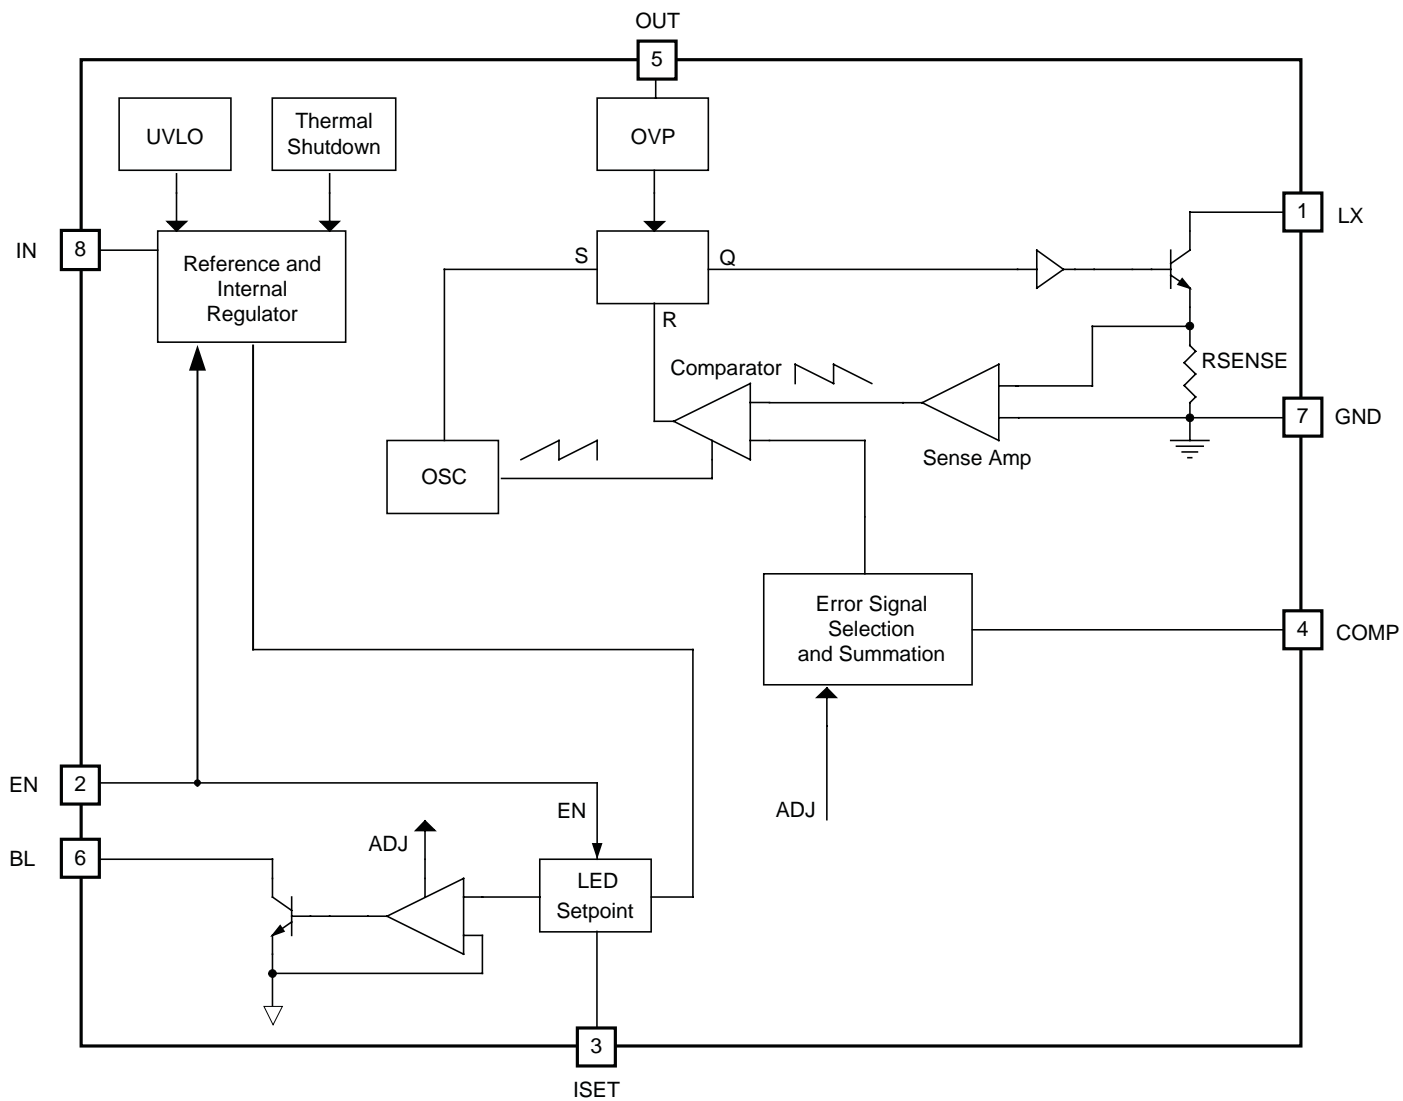 OUT
5
UVLO
Thermal
Shutdown
OVP
1
LX
IN
8
Reference and
Internal
Regulator
S
Q
R
Comparator
RSENSE
7
GND
Sense Amp
OSC
Error Signal
Selection
and Summation
4
COMP
EN
2
EN
ADJ
BL
6
ADJ
LED
Setpoint
3
ISET